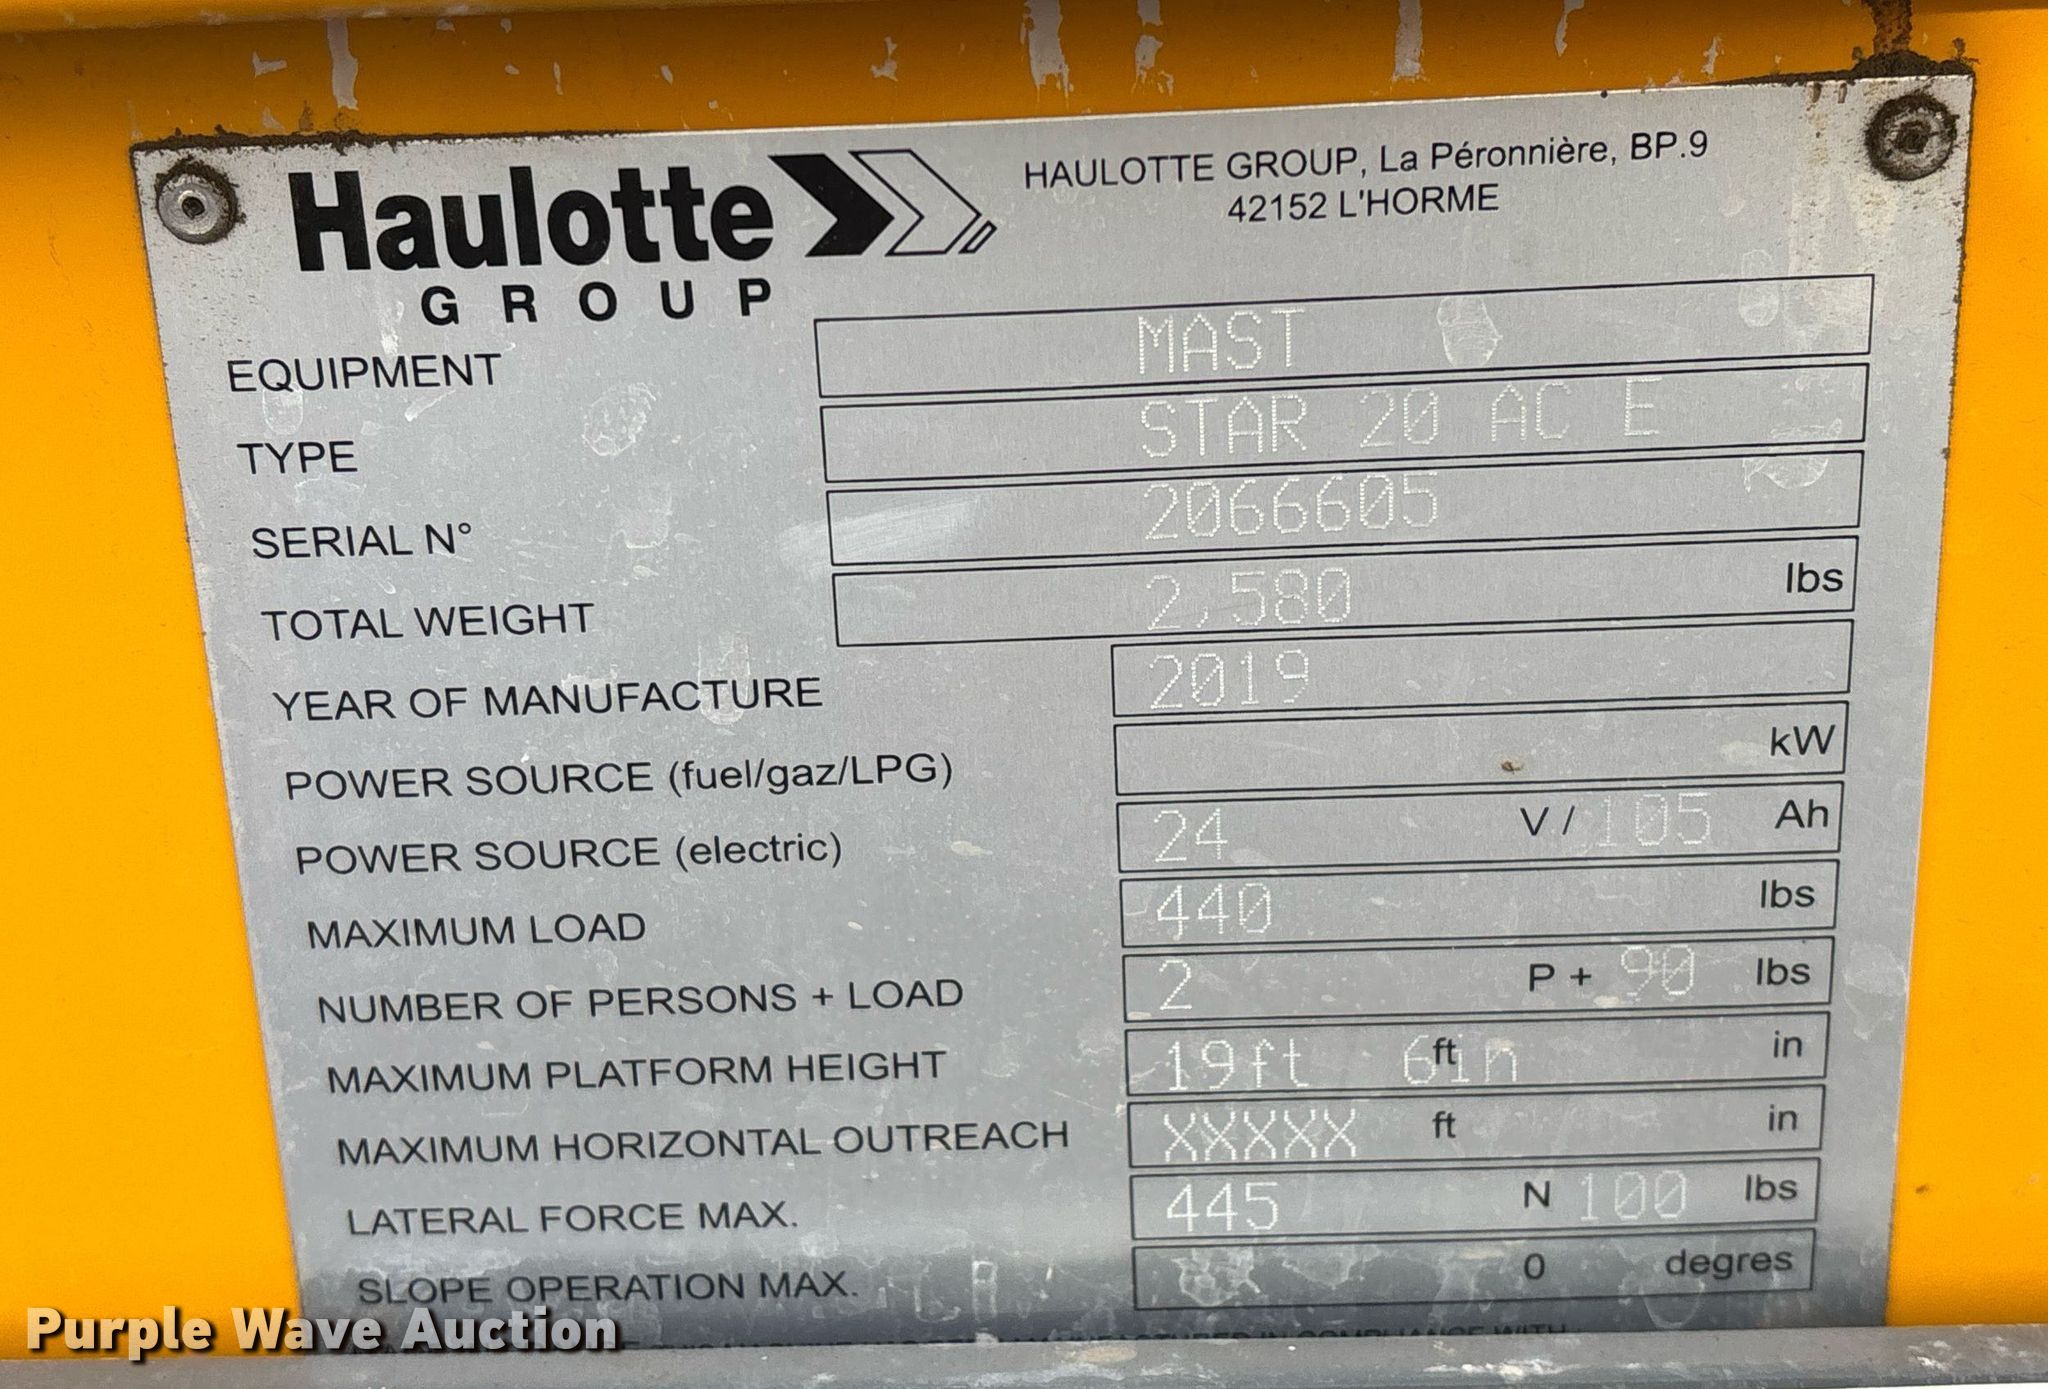 Haulotte
GROUP
HAULOTTE GROUP, La Péronnière, BP.9
42152 L'HORME
EQUIPMENT MAST
TYPE STAR 20 AC E
SERIAL N° 2066605
TOTAL WEIGHT 2,580 lbs
YEAR OF MANUFACTURE 2019
POWER SOURCE (fuel/gaz/LPG) kW
POWER SOURCE (electric) 24 V / 105 Ah
MAXIMUM LOAD 440 lbs
NUMBER OF PERSONS + LOAD 2 P + 90 lbs
MAXIMUM PLATFORM HEIGHT 19ft 6in ft in
MAXIMUM HORIZONTAL OUTREACH XXXXX ft in
LATERAL FORCE MAX. 445 N 100 lbs
SLOPE OPERATION MAX. 0 degres
MANUFACTURED IN COMPLIANCE WITH
Purple Wave Auction